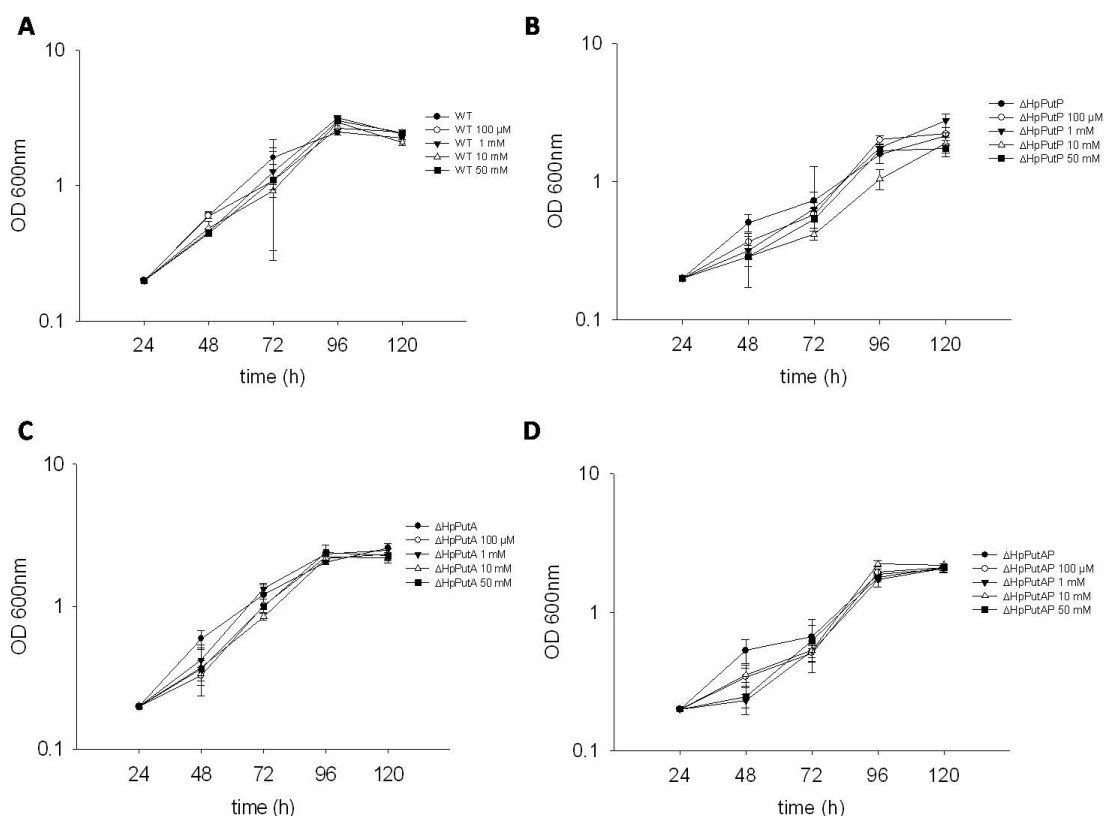 A
10
1
0.1
OD 600nm
24 48 72 96 120
time (h)
WT
WT 100 µM
WT 1 mM
WT 10 mM
WT 50 mM
B
10
1
0.1
OD 600nm
24 48 72 96 120
time (h)
ΔHpPutP
ΔHpPutP 100 µM
ΔHpPutP 1 mM
ΔHpPutP 10 mM
ΔHpPutP 50 mM
C
10
1
0.1
OD 600nm
24 48 72 96 120
time (h)
ΔHpPutA
ΔHpPutA 100 µM
ΔHpPutA 1 mM
ΔHpPutA 10 mM
ΔHpPutA 50 mM
D
10
1
0.1
OD 600nm
24 48 72 96 120
time (h)
ΔHpPutAP
ΔHpPutAP 100 µM
ΔHpPutAP 1 mM
ΔHpPutAP 10 mM
ΔHpPutAP 50 mM